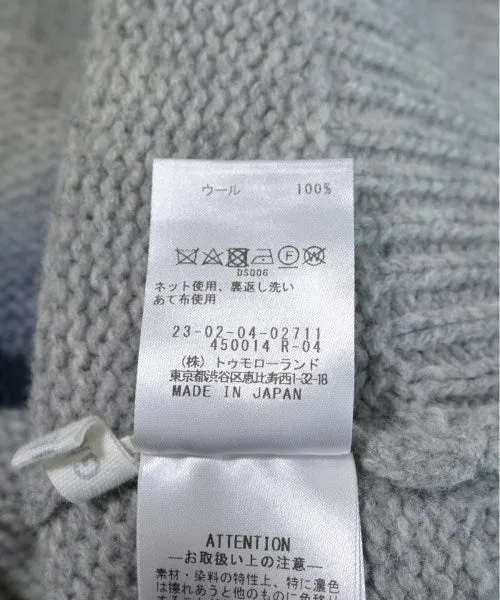 ウール 100%
F W
DS006
ネット使用、裏返し洗い
あて布使用
23-02-04-02711
450014 R-04
(株) トゥモローランド
東京都渋谷区恵比寿西1-32-18
MADE IN JAPAN
ATTENTION
—お取扱い上の注意—
素材・染料の特性上、特に濃色
は擦れあうと他のものに色移り